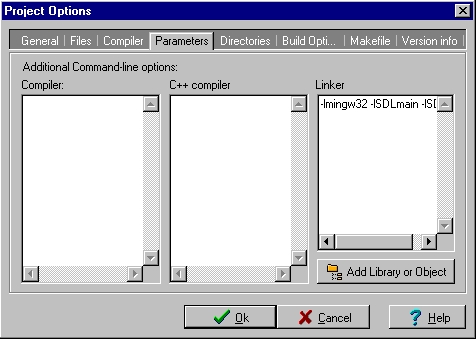 Project Options
General Files Compiler Parameters Directories Build Opti... Makefile Version info
Additional Command-line options:
Compiler: C++ compiler Linker
-lmingw32 -lSDLmain
Add Library or Object
Ok Cancel Help